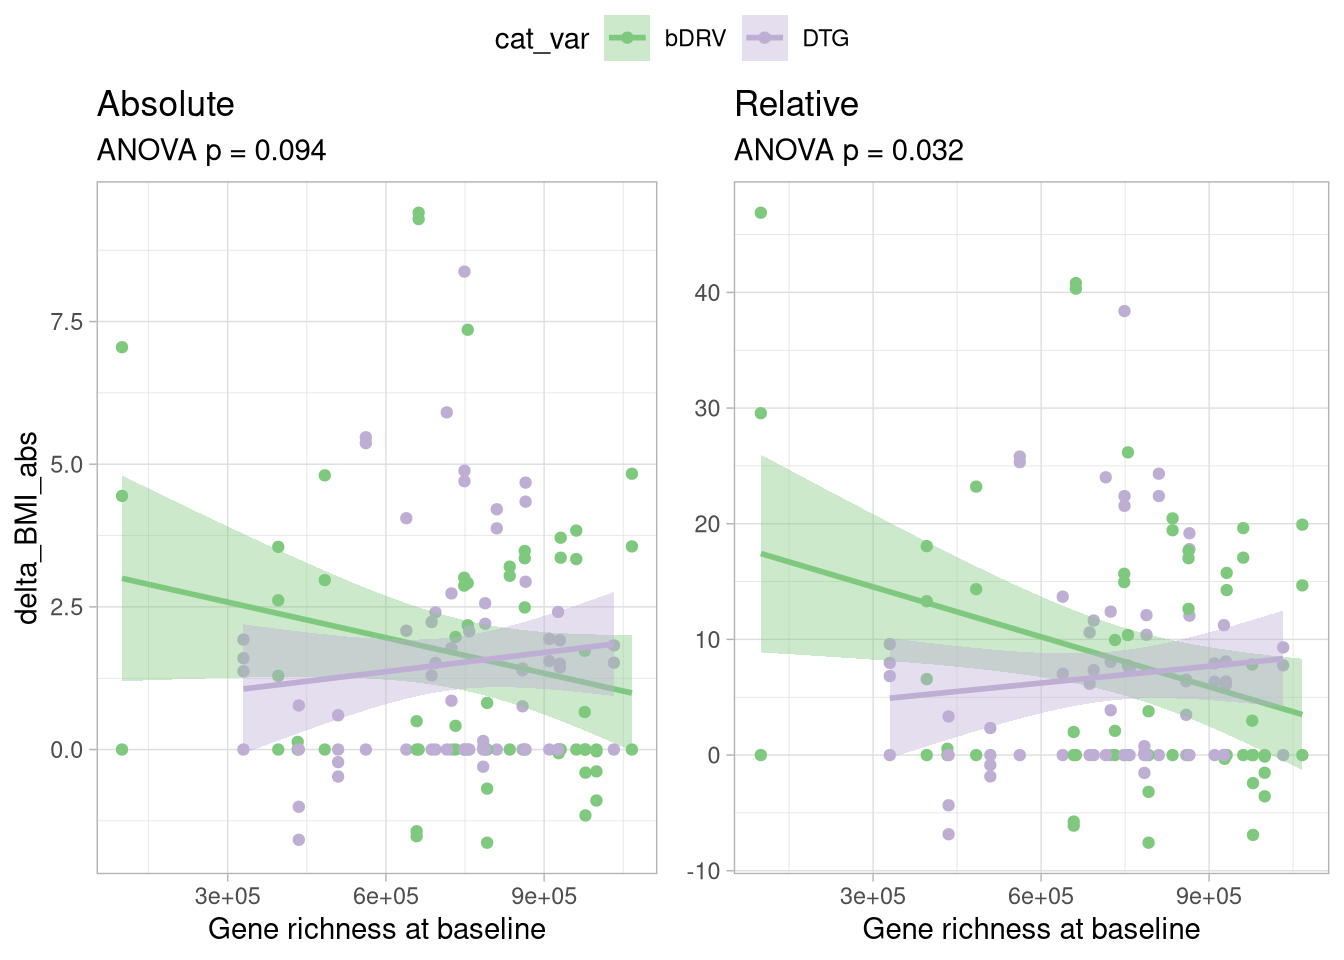 cat_var bDRV DTG
Absolute
ANOVA p = 0.094
7.5
5.0
2.5
0.0
delta_BMI_abs
3e+05 6e+05 9e+05
Gene richness at baseline
Relative
ANOVA p = 0.032
40
30
20
10
0
-10
3e+05 6e+05 9e+05
Gene richness at baseline